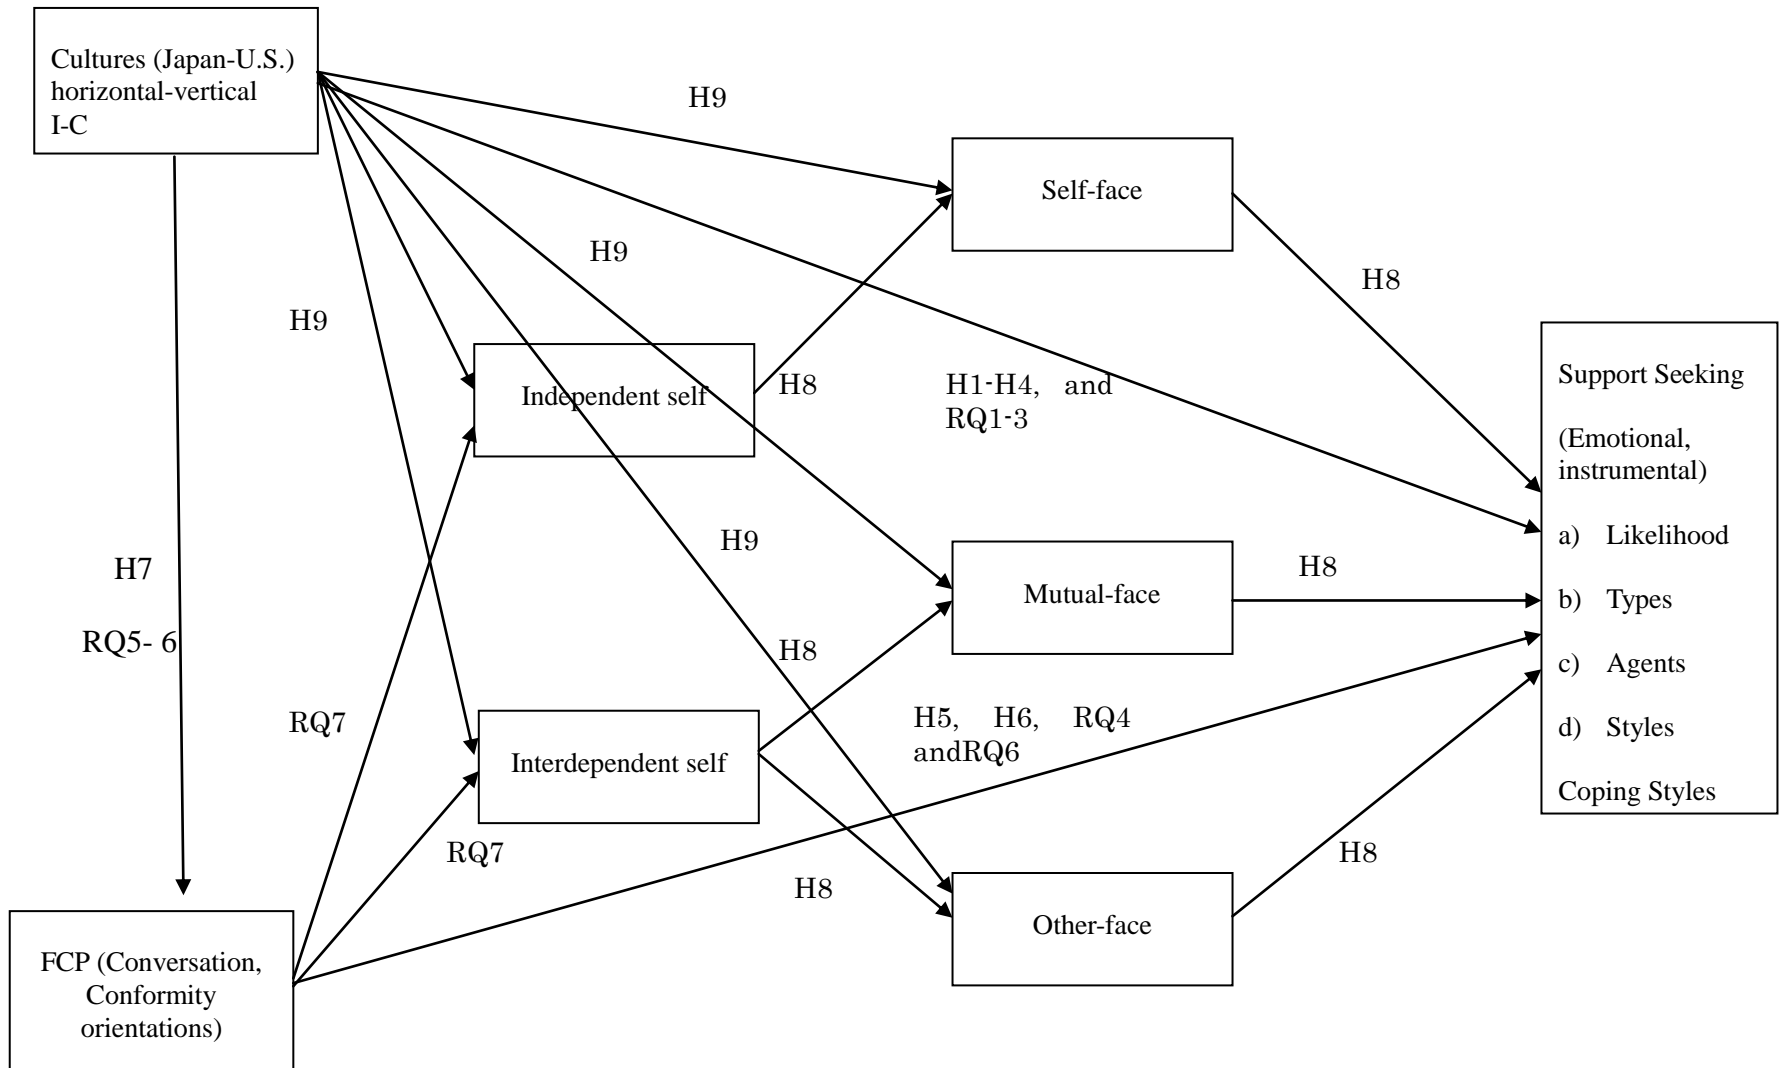 Cultures (Japan-U.S.)
horizontal-vertical
I-C
H9
Self-face
H9
H8
H9
Independent self
H8
H1-H4, and
RQ1-3
Support Seeking
(Emotional,
instrumental)
a) Likelihood
b) Types
c) Agents
d) Styles
Coping Styles
H9
H7
RQ5- 6
Mutual-face
H8
H8
RQ7
Interdependent self
H5, H6, RQ4
andRQ6
RQ7
H8
H8
Other-face
FCP (Conversation,
Conformity
orientations)